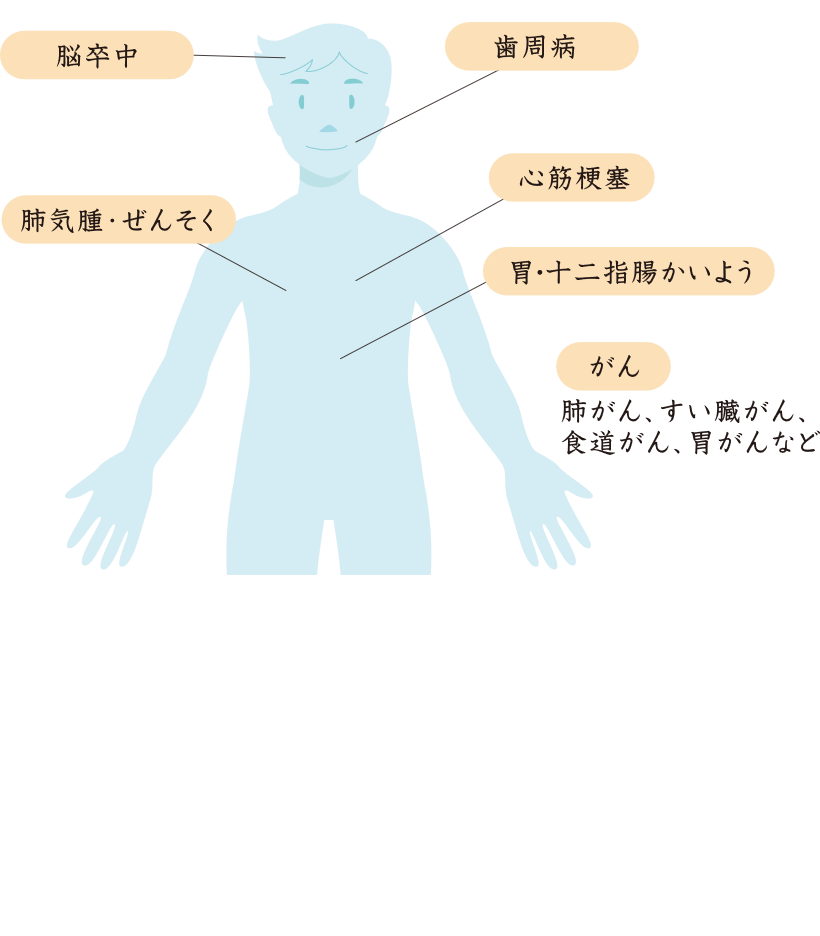 脳卒中
歯周病
心筋梗塞
肺気腫・ぜんそく
胃・十二指腸かいよう
がん
肺がん、すい臓がん、
食道がん、胃がんなど